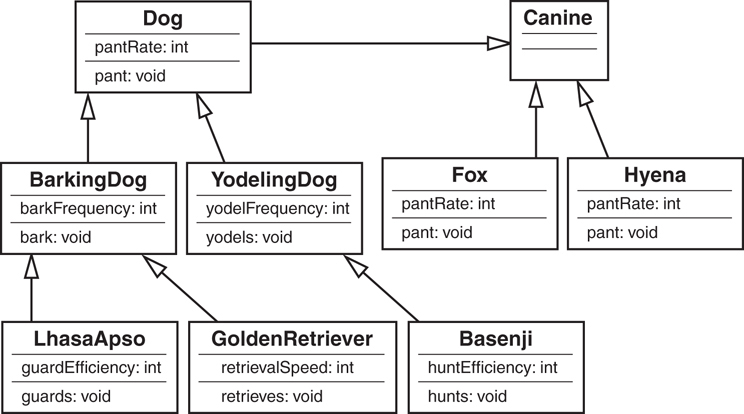 Dog
pantRate: int
pant: void
Canine
BarkingDog
barkFrequency: int
bark: void
YodelingDog
yodelFrequency: int
yodels: void
Fox
pantRate: int
pant: void
Hyena
pantRate: int
pant: void
LhasaApso
guardEfficiency: int
guards: void
GoldenRetriever
retrievalSpeed: int
retrieves: void
Basenji
huntEfficiency: int
hunts: void